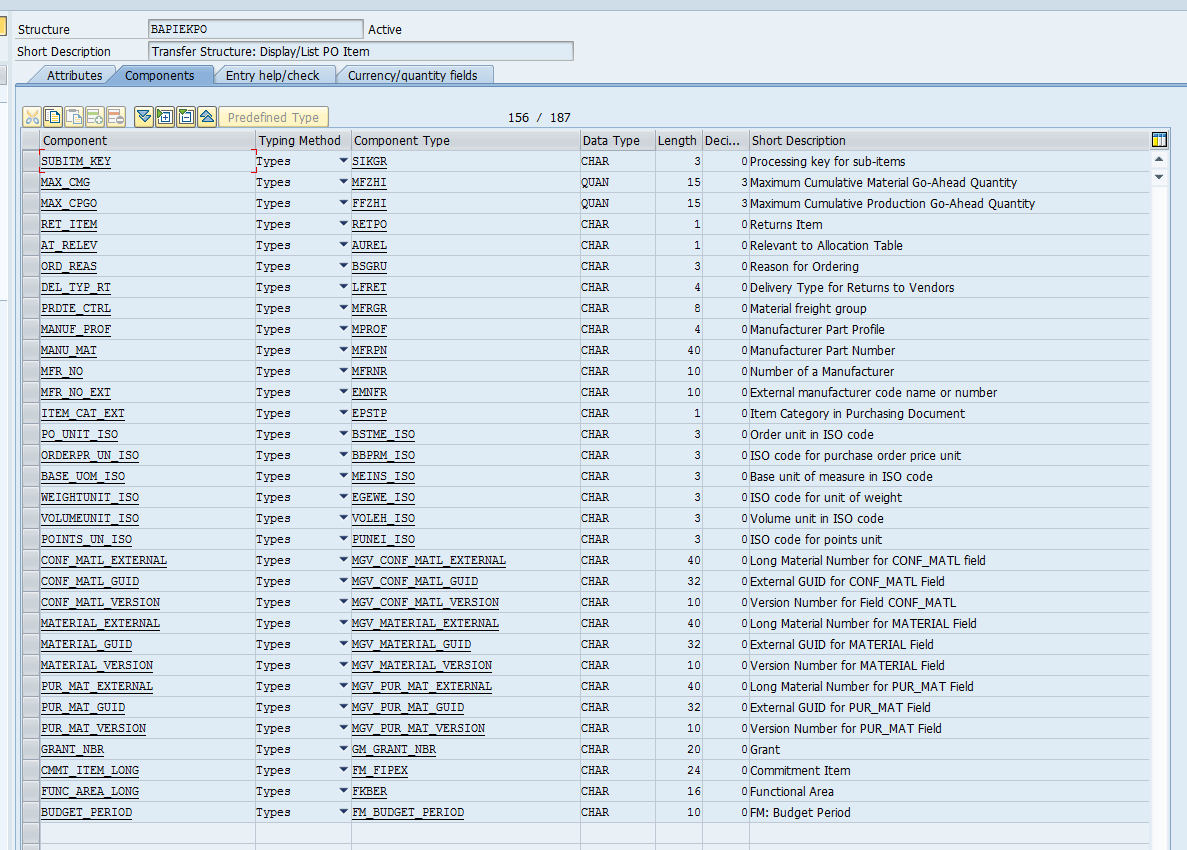 Structure BAPIEKPO Active
Short Description Transfer Structure: Display/List PO Item
Attributes Components Entry help/check Currency/quantity fields
Predefined Type 156 / 187
Component Typing Method Component Type Data Type Length Deci... Short Description
SUBITM_KEY Types SIKGR CHAR 3 0 Processing key for sub-items
MAX_CMG Types MFZHI QUAN 15 3 Maximum Cumulative Material Go-Ahead Quantity
MAX_CPGO Types FFZHI QUAN 15 3 Maximum Cumulative Production Go-Ahead Quantity
RET_ITEM Types RETPO CHAR 1 0 Returns Item
AT_RELEV Types AUREL CHAR 1 0 Relevant to Allocation Table
ORD_REAS Types BSGRU CHAR 3 0 Reason for Ordering
DEL_TYP_RT Types LFRET CHAR 4 0 Delivery Type for Returns to Vendors
PRDTE_CTRL Types MFRGR CHAR 8 0 Material freight group
MANUF_PROF Types MPROF CHAR 4 0 Manufacturer Part Profile
MANU_MAT Types MFRPN CHAR 40 0 Manufacturer Part Number
MFR_NO Types MFRNR CHAR 10 0 Number of a Manufacturer
MFR_NO_EXT Types EMNFR CHAR 10 0 External manufacturer code name or number
ITEM_CAT_EXT Types EPSTP CHAR 1 0 Item Category in Purchasing Document
PO_UNIT_ISO Types BSTME_ISO CHAR 3 0 Order unit in ISO code
ORDERPR_UN_ISO Types BBPRM_ISO CHAR 3 0 ISO code for purchase order price unit
BASE_UOM_ISO Types MEINS_ISO CHAR 3 0 Base unit of measure in ISO code
WEIGHTUNIT_ISO Types EGEWE_ISO CHAR 3 0 ISO code for unit of weight
VOLUMEUNIT_ISO Types VOLEH_ISO CHAR 3 0 Volume unit in ISO code
POINTS_UN_ISO Types PUNEI_ISO CHAR 3 0 ISO code for points unit
CONF_MATL_EXTERNAL Types MGV_CONF_MATL_EXTERNAL CHAR 40 0 Long Material Number for CONF_MATL field
CONF_MATL_GUID Types MGV_CONF_MATL_GUID CHAR 32 0 External GUID for CONF_MATL Field
CONF_MATL_VERSION Types MGV_CONF_MATL_VERSION CHAR 10 0 Version Number for Field CONF_MATL
MATERIAL_EXTERNAL Types MGV_MATERIAL_EXTERNAL CHAR 40 0 Long Material Number for MATERIAL Field
MATERIAL_GUID Types MGV_MATERIAL_GUID CHAR 32 0 External GUID for MATERIAL Field
MATERIAL_VERSION Types MGV_MATERIAL_VERSION CHAR 10 0 Version Number for MATERIAL Field
PUR_MAT_EXTERNAL Types MGV_PUR_MAT_EXTERNAL CHAR 40 0 Long Material Number for PUR_MAT Field
PUR_MAT_GUID Types MGV_PUR_MAT_GUID CHAR 32 0 External GUID for PUR_MAT Field
PUR_MAT_VERSION Types MGV_PUR_MAT_VERSION CHAR 10 0 Version Number for PUR_MAT Field
GRANT_NBR Types GM_GRANT_NBR CHAR 20 0 Grant
CMMT_ITEM_LONG Types FM_FIPEX CHAR 24 0 Commitment Item
FUNC_AREA_LONG Types FKBER CHAR 16 0 Functional Area
BUDGET_PERIOD Types FM_BUDGET_PERIOD CHAR 10 0 FM: Budget Period